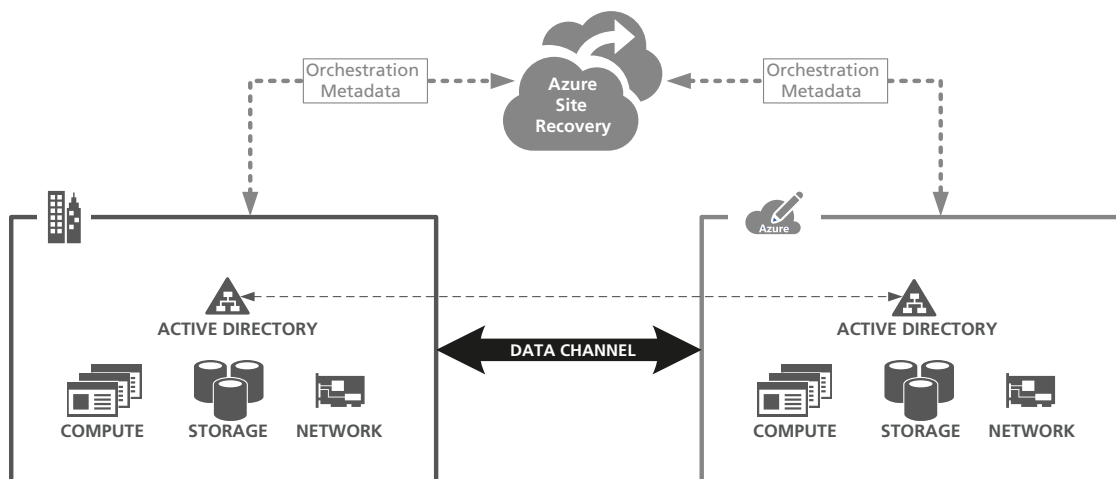 Orchestration
Metadata
Azure
Site
Recovery
Orchestration
Metadata
Azure
ACTIVE DIRECTORY
ACTIVE DIRECTORY
DATA CHANNEL
COMPUTE
STORAGE
NETWORK
COMPUTE
STORAGE
NETWORK